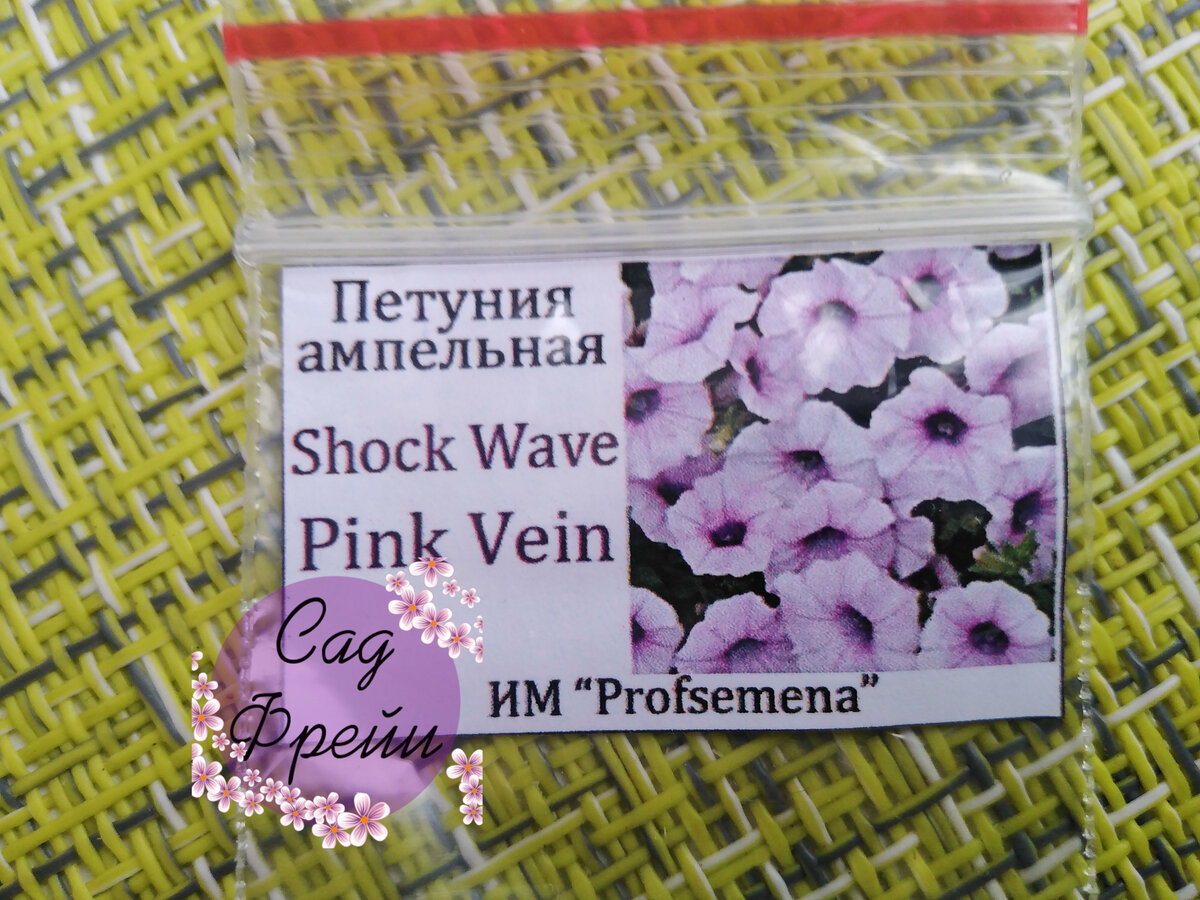 Петуния
ампельная
Shock Wave
Pink Vein
Сад
Фрейи
ИМ “Profsemena”